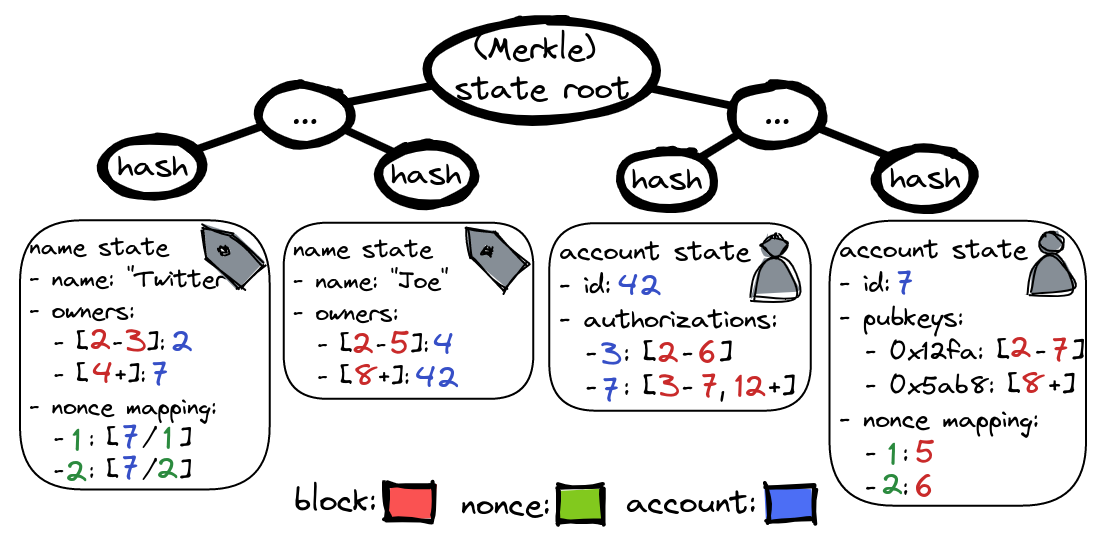 (Merkle)
state root
...
...
hash
hash
hash
hash
name state
- name: "Twitter
- owners:
- [2-3]: 2
- [4+]: 7
- nonce mapping:
- 1: [7/1]
- 2: [7/2]
name state
- name: "Joe"
- owners:
- [2-5]: 4
- [8+]: 42
account state
- id: 42
- authorizations:
- 3: [2-6]
- 7: [3-7, 12+]
account state
- id: 7
- pubkeys:
- 0x12fa: [2-7]
- 0x5ab8: [8+]
- nonce mapping:
- 1: 5
- 2: 6
block:
nonce:
account: